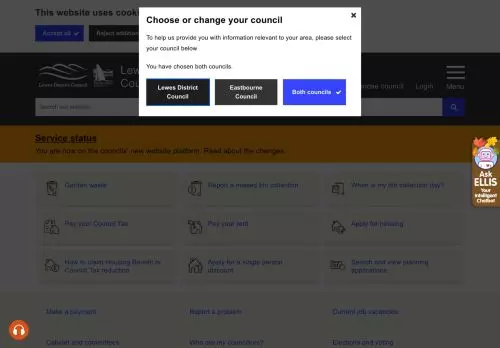 This website uses cook
Accept all
Reject addition
Choose or change your council
To help us provide you with information relevant to your area, please select
your council below
You have chosen both councils.
Lewes District
Council
Eastbourne
Council
Both councils
Lewes District Council
Lew
Cou
ose council
Login
Menu
Search our website
Service status
You are now on the councils' new website platform. Read about the changes.
Garden waste
Report a missed bin collection
When is my bin collection day?
Pay your Council Tax
Pay your rent
Apply for housing
How to claim Housing Benefit or
Council Tax reduction
Apply for a single person
discount
Search and view planning
applications
Make a payment
Report a problem
Current job vacancies
Cabinet and committees
Who are my councillors?
Elections and voting
Ask
ELLIS
Your
Intelligent
Chatbot!